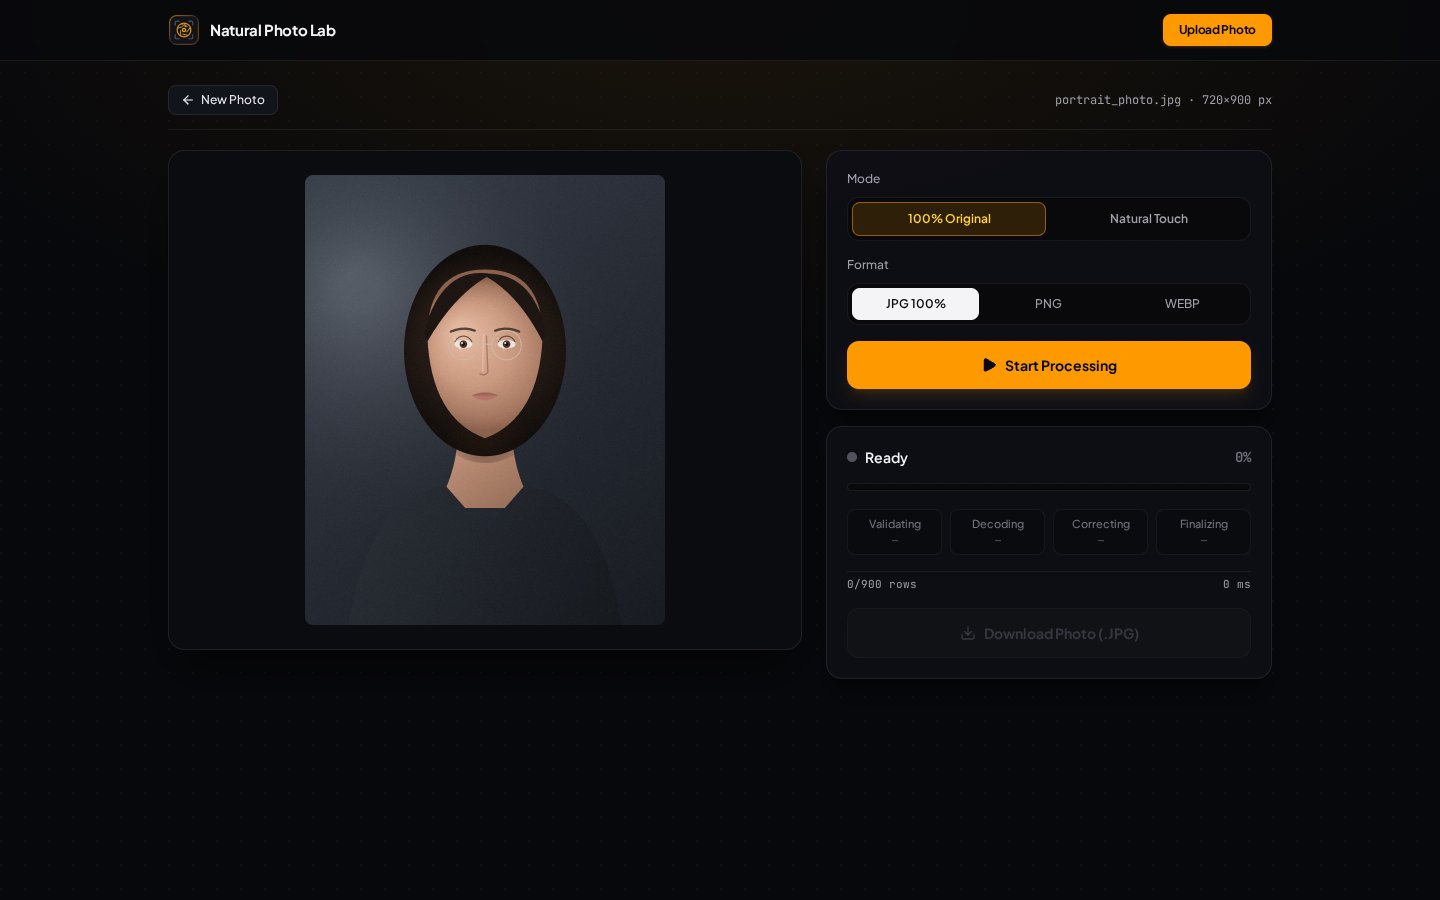 Natural Photo Lab
Upload Photo
New Photo
portrait_photo.jpg · 720×900 px
Mode
100% Original
Natural Touch
Format
JPG 100%
PNG
WEBP
Start Processing
Ready
0%
Validating
–
Decoding
–
Correcting
–
Finalizing
–
0/900 rows
0 ms
Download Photo (.JPG)